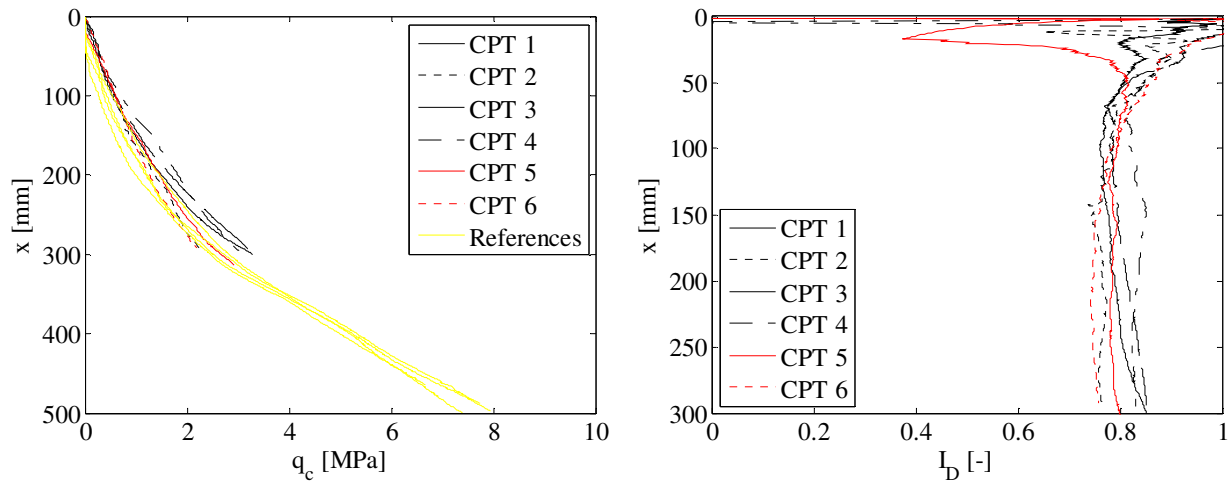 0
100
200
300
400
500
x [mm]
0
2
4
6
8
10
q_c [MPa]
CPT 1
CPT 2
CPT 3
CPT 4
CPT 5
CPT 6
References
0
50
100
150
200
250
300
x [mm]
0
0.2
0.4
0.6
0.8
1
I_D [-]
CPT 1
CPT 2
CPT 3
CPT 4
CPT 5
CPT 6